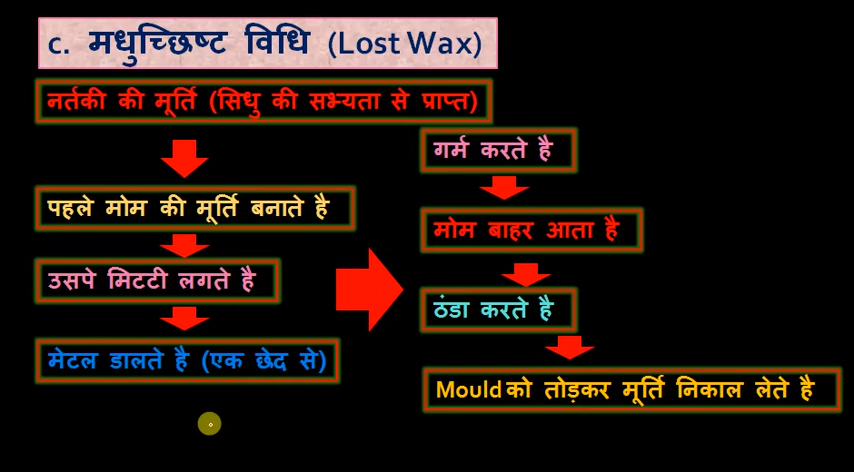 c. मधुच्छिष्ट विधि (Lost Wax)
नर्तकी की मूर्ति (सिधु की सभ्यता से प्राप्त)
पहले मोम की मूर्ति बनाते है
उसपे मिटटी लगते है
मेटल डालते है (एक छेद से)
गर्म करते है
मोम बाहर आता है
ठंडा करते है
Mould को तोड़कर मूर्ति निकाल लेते है